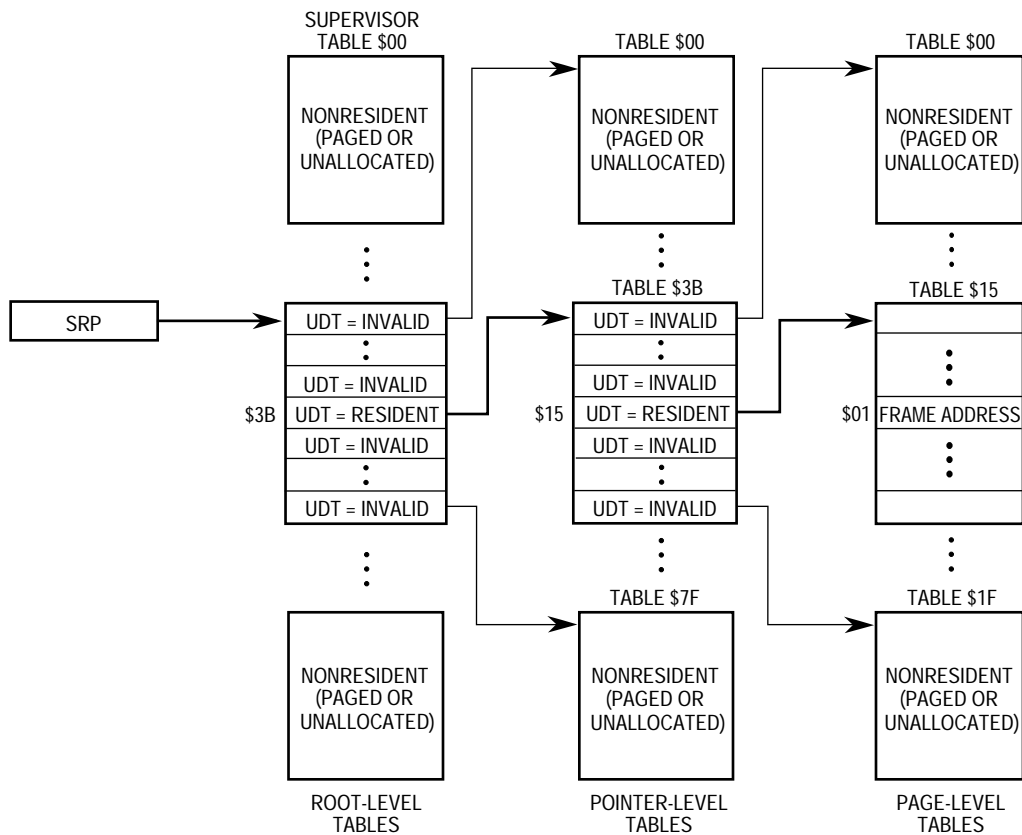 SUPERVISOR
TABLE $00
TABLE $00
TABLE $00
NONRESIDENT
(PAGED OR
UNALLOCATED)
NONRESIDENT
(PAGED OR
UNALLOCATED)
NONRESIDENT
(PAGED OR
UNALLOCATED)
TABLE $3B
TABLE $15
SRP
UDT = INVALID
UDT = INVALID
$3B
UDT = RESIDENT
UDT = INVALID
UDT = INVALID
UDT = INVALID
UDT = INVALID
$15
UDT = RESIDENT
UDT = INVALID
UDT = INVALID
$01
FRAME ADDRESS
TABLE $7F
TABLE $1F
NONRESIDENT
(PAGED OR
UNALLOCATED)
NONRESIDENT
(PAGED OR
UNALLOCATED)
NONRESIDENT
(PAGED OR
UNALLOCATED)
ROOT-LEVEL
TABLES
POINTER-LEVEL
TABLES
PAGE-LEVEL
TABLES